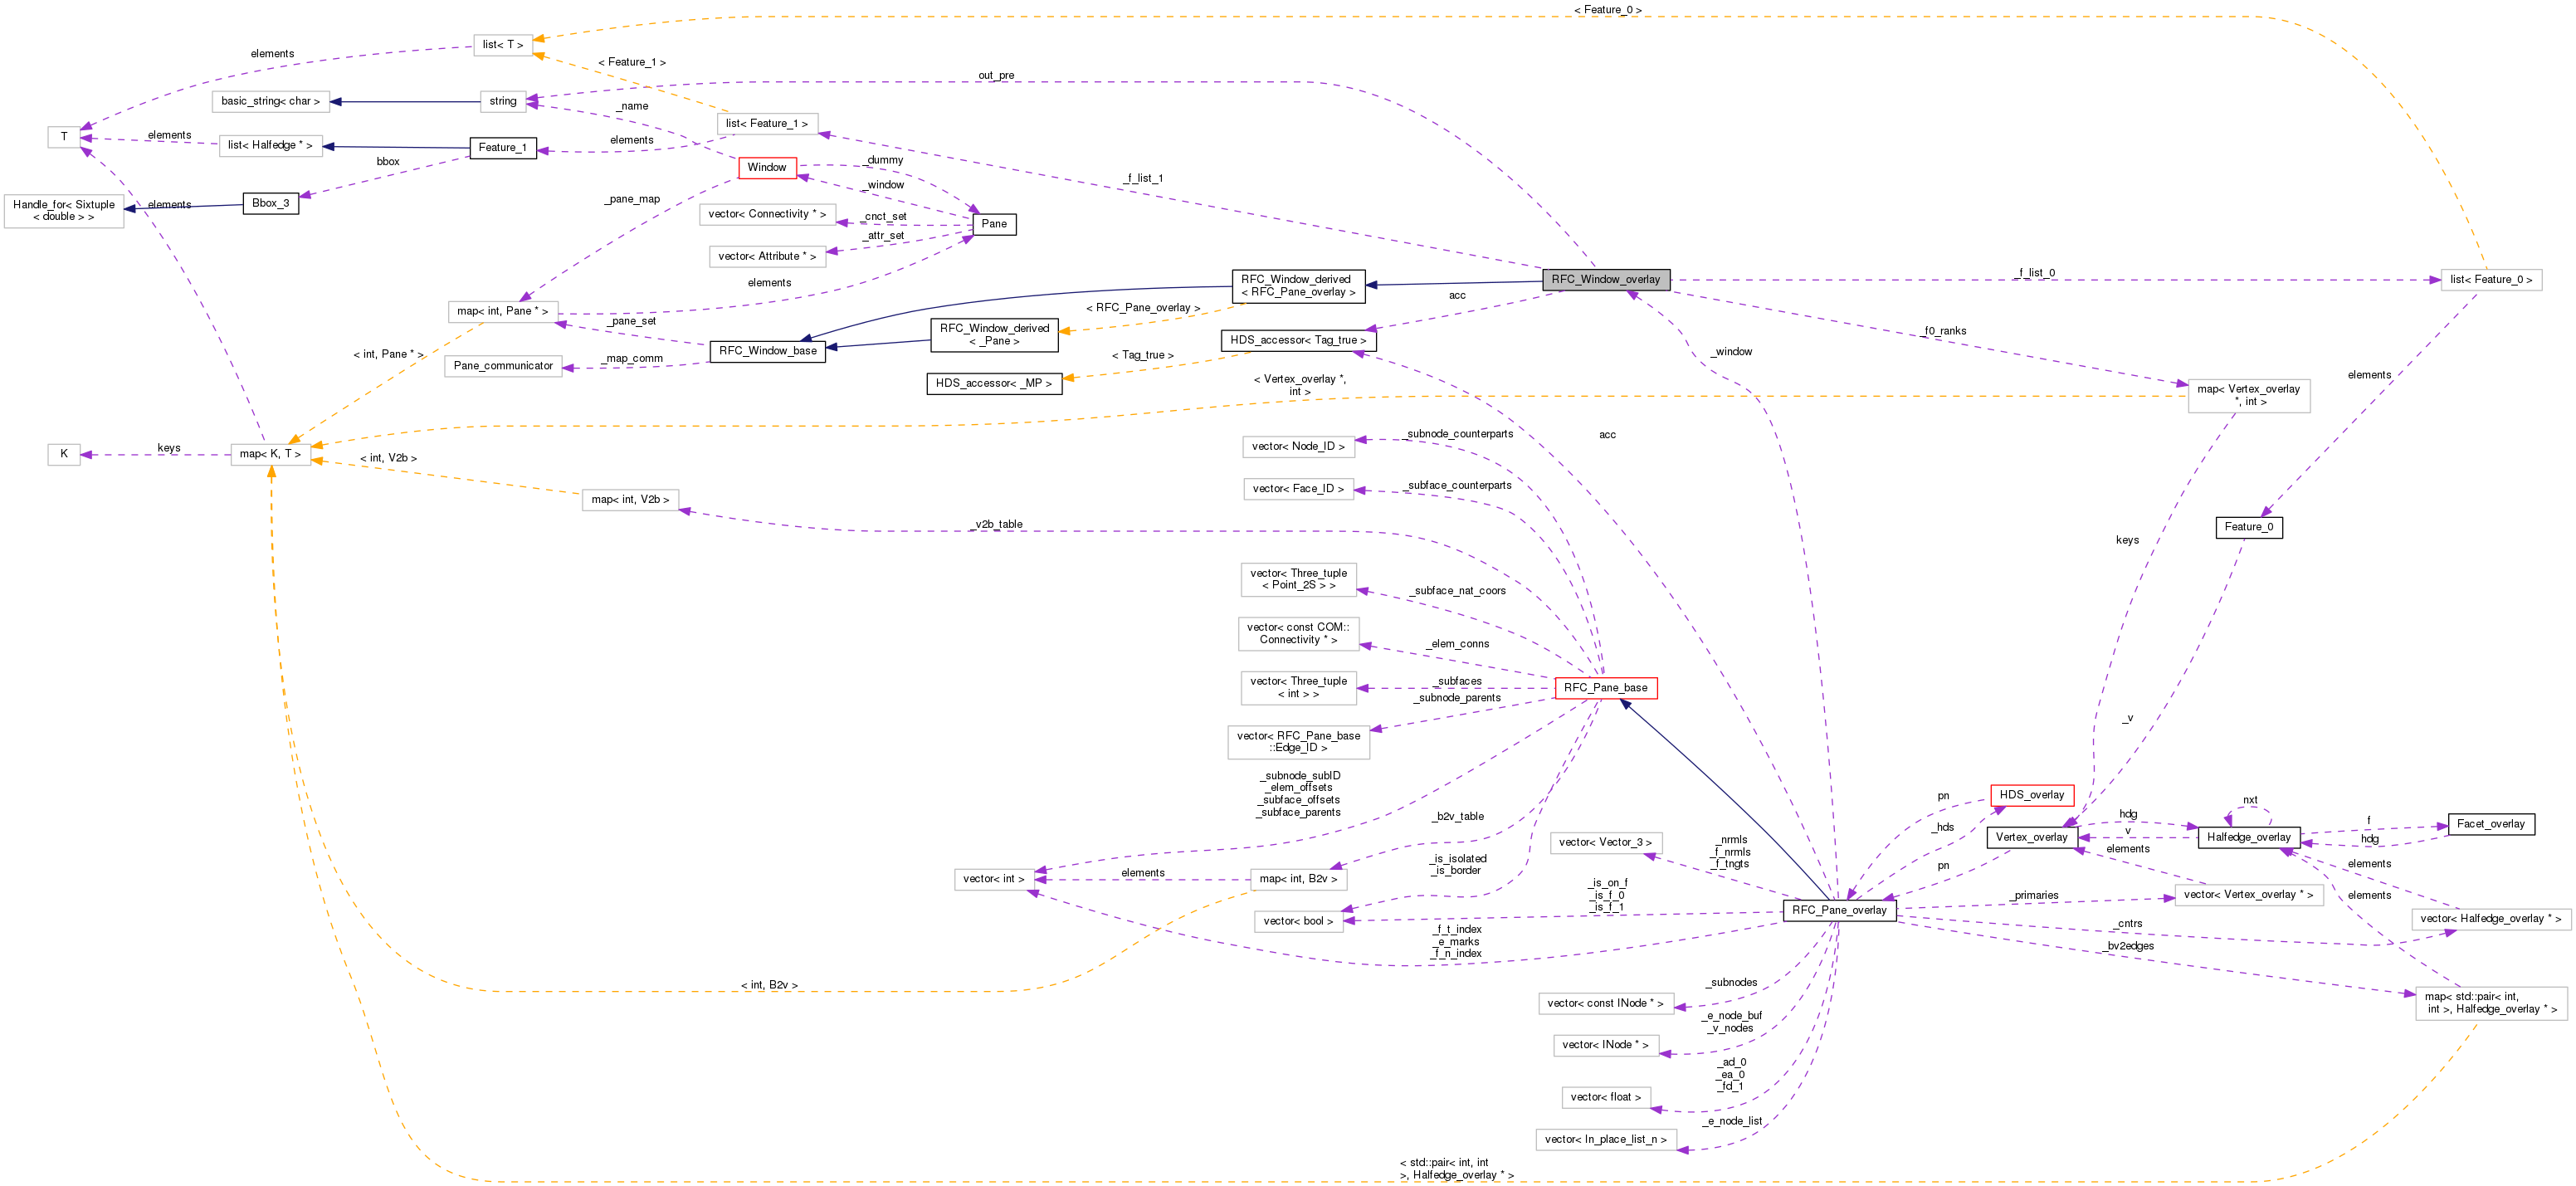 < Feature_0 >
list< T >
elements
< Feature_1 >
out_pre
basic_string< char >
string
_name
list< Feature_1 >
T
elements
list< Halfedge * >
Feature_1
elements
bbox
Window
_dummy
_window
_f_list_1
Handle_for< Sixtuple
< double > >
elements
Bbox_3
_pane_map
vector< Connectivity * >
_cnct_set
Pane
_attr_set
vector< Attribute * >
RFC_Window_derived
< RFC_Pane_overlay >
RFC_Window_overlay
_f_list_0
list< Feature_0 >
elements
acc
map< int, Pane * >
< RFC_Pane_overlay >
_pane_set
RFC_Window_derived
< _Pane >
HDS_accessor< Tag_true >
_f0_ranks
RFC_Window_base
_window
< int, Pane * >
_map_comm
Pane_communicator
< Tag_true >
HDS_accessor< _MP >
< Vertex_overlay *,
int >
elements
map< Vertex_overlay
*, int >
K
keys
map< K, T >
< int, V2b >
vector< Node_ID >
_subnode_counterparts
acc
map< int, V2b >
vector< Face_ID >
_subface_counterparts
_v2b_table
Feature_0
keys
vector< Three_tuple
< Point_2S > >
_subface_nat_coors
vector< const COM::
Connectivity * >
_elem_conns
vector< Three_tuple
< int > >
_subfaces
RFC_Pane_base
_subnode_parents
vector< RFC_Pane_base
::Edge_ID >
_v
_subnode_subID
_elem_offsets
_subface_offsets
_subface_parents
_b2v_table
pn
HDS_overlay
nxt
_hds
Vertex_overlay
hdg
v
Halfedge_overlay
f
hdg
Facet_overlay
vector< Vector_3 >
_nrmls
_f_nrmls
_f_tngts
elements
_is_isolated
_is_border
vector< int >
elements
map< int, B2v >
pn
elements
elements
_is_on_f
_is_f_0
_is_f_1
_primaries
vector< Vertex_overlay * >
vector< bool >
RFC_Pane_overlay
_cntrs
vector< Halfedge_overlay * >
_f_t_index
_e_marks
_f_n_index
_bv2edges
< int, B2v >
_subnodes
vector< const INode * >
map< std::pair< int,
int >, Halfedge_overlay * >
_e_node_buf
_v_nodes
vector< INode * >
_ad_0
_ea_0
_fd_1
vector< float >
_e_node_list
vector< In_place_list_n >
< std::pair< int, int
>, Halfedge_overlay * >